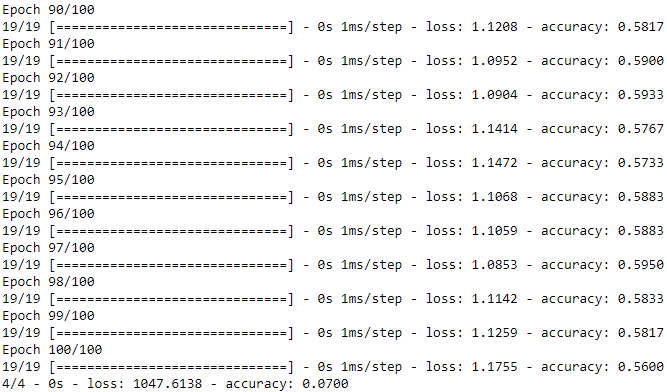 Epoch 90/100
19/19 [==============================] - 0s 1ms/step - loss: 1.1208 - accuracy: 0.5817
Epoch 91/100
19/19 [==============================] - 0s 1ms/step - loss: 1.0952 - accuracy: 0.5900
Epoch 92/100
19/19 [==============================] - 0s 1ms/step - loss: 1.0904 - accuracy: 0.5933
Epoch 93/100
19/19 [==============================] - 0s 1ms/step - loss: 1.1414 - accuracy: 0.5767
Epoch 94/100
19/19 [==============================] - 0s 1ms/step - loss: 1.1472 - accuracy: 0.5733
Epoch 95/100
19/19 [==============================] - 0s 1ms/step - loss: 1.1068 - accuracy: 0.5883
Epoch 96/100
19/19 [==============================] - 0s 1ms/step - loss: 1.1059 - accuracy: 0.5883
Epoch 97/100
19/19 [==============================] - 0s 1ms/step - loss: 1.0853 - accuracy: 0.5950
Epoch 98/100
19/19 [==============================] - 0s 1ms/step - loss: 1.1142 - accuracy: 0.5833
Epoch 99/100
19/19 [==============================] - 0s 1ms/step - loss: 1.1259 - accuracy: 0.5817
Epoch 100/100
19/19 [==============================] - 0s 1ms/step - loss: 1.1755 - accuracy: 0.5600
4/4 - 0s - loss: 1047.6138 - accuracy: 0.0700